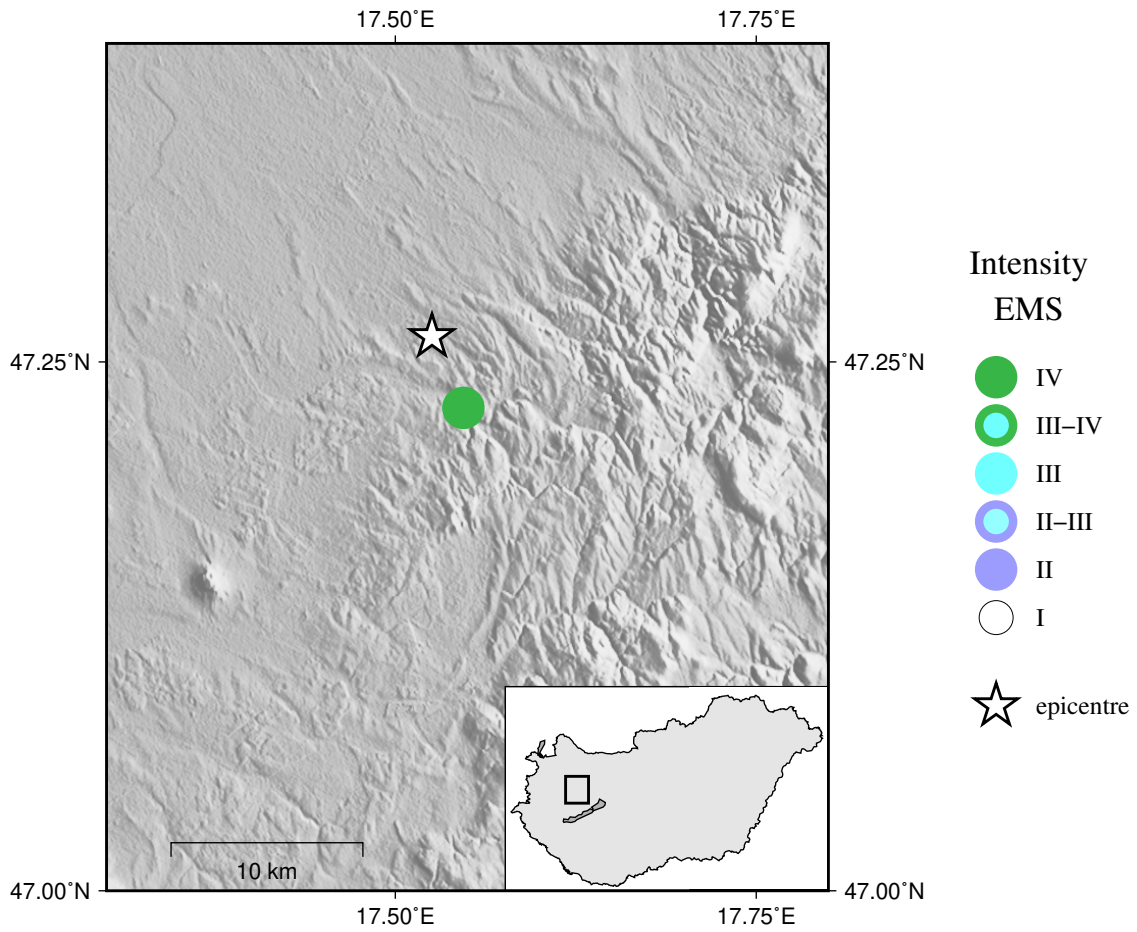 17.50˚E 17.75˚E
Intensity
EMS
47.25˚N 47.25˚N
IV
III–IV
III
II–III
II
I
epicentre
10 km
47.00˚N 47.00˚N
17.50˚E 17.75˚E